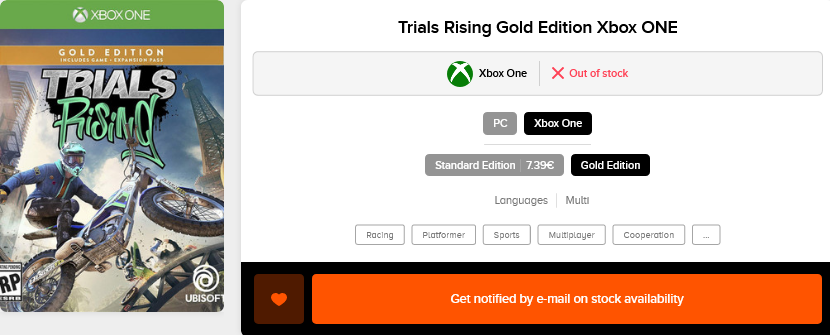 XBOX ONE
GOLD EDITION
INCLUDES GAME + EXPANSION PASS
TRIALS
Rising
RP
ESRB
UBISOFT
Trials Rising Gold Edition Xbox ONE
Xbox One
Out of stock
PC
Xbox One
Standard Edition 7.39€
Gold Edition
Languages
Multi
Racing
Platformer
Sports
Multiplayer
Cooperation
...
Get notified by e-mail on stock availability